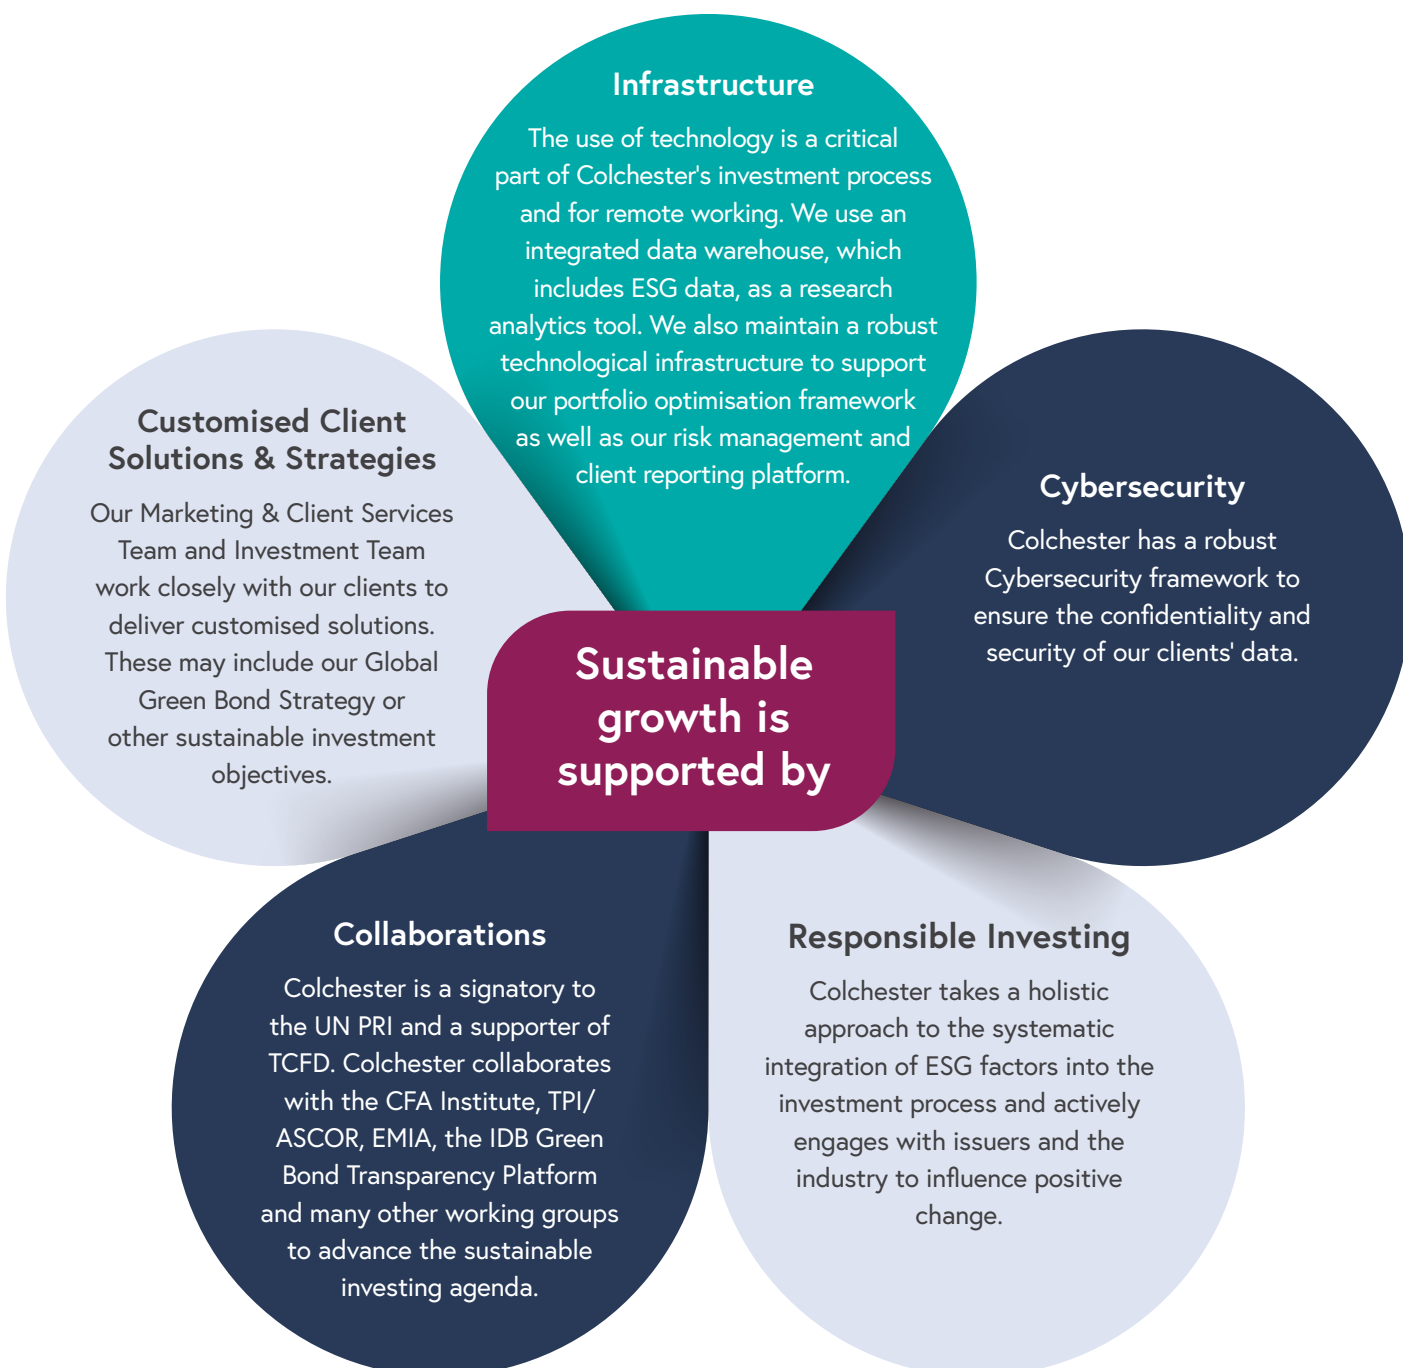 Infrastructure
The use of technology is a critical
part of Colchester's investment process
and for remote working. We use an
integrated data warehouse, which
includes ESG data, as a research
analytics tool. We also maintain a robust
technological infrastructure to support
our portfolio optimisation framework
as well as our risk management and
client reporting platform.
Customised Client
Solutions & Strategies
Our Marketing & Client Services
Team and Investment Team
work closely with our clients to
deliver customised solutions.
These may include our Global
Green Bond Strategy or
other sustainable investment
objectives.
Cybersecurity
Colchester has a robust
Cybersecurity framework to
ensure the confidentiality and
security of our clients' data.
Sustainable
growth is
supported by
Collaborations
Colchester is a signatory to
the UN PRI and a supporter of
TCFD. Colchester collaborates
with the CFA Institute, TPI/
ASCOR, EMIA, the IDB Green
Bond Transparency Platform
and many other working groups
to advance the sustainable
investing agenda.
Responsible Investing
Colchester takes a holistic
approach to the systematic
integration of ESG factors into the
investment process and actively
engages with issuers and the
industry to influence positive
change.